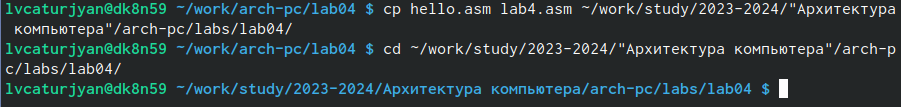 lvcaturjyan@dk8n59 ~/work/arch-pc/lab04 $ cp hello.asm lab4.asm ~/work/study/2023-2024/"Архитектура
 компьютера"/arch-pc/labs/lab04/
lvcaturjyan@dk8n59 ~/work/arch-pc/lab04 $ cd ~/work/study/2023-2024/"Архитектура компьютера"/arch-p
c/labs/lab04/
lvcaturjyan@dk8n59 ~/work/study/2023-2024/Архитектура компьютера/arch-pc/labs/lab04 $